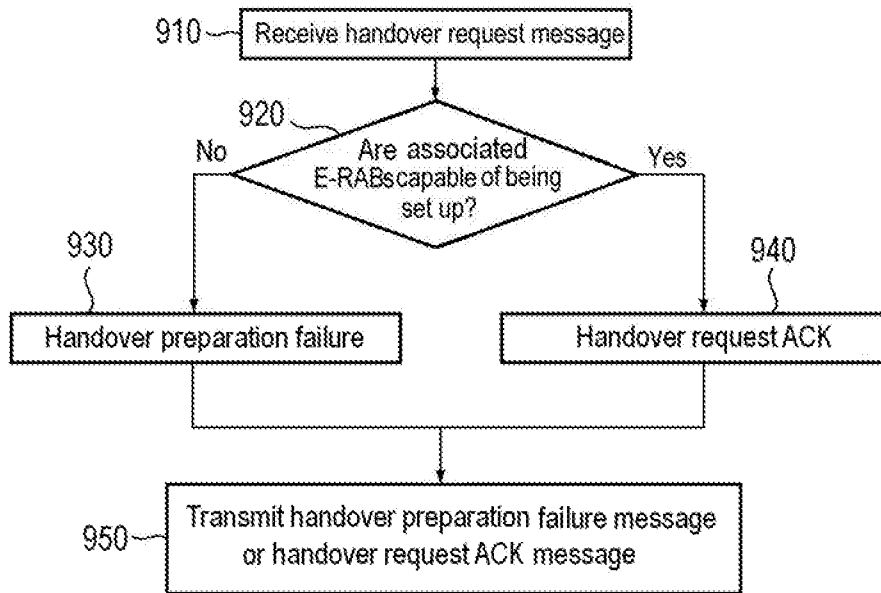 910
Receive handover request message
920
No
Are associated
Yes
E-RABscapable of being
set up?
930
940
Handover preparation failure
Handover request ACK
950
Transmit handover preparation failure message
or handover request ACK message